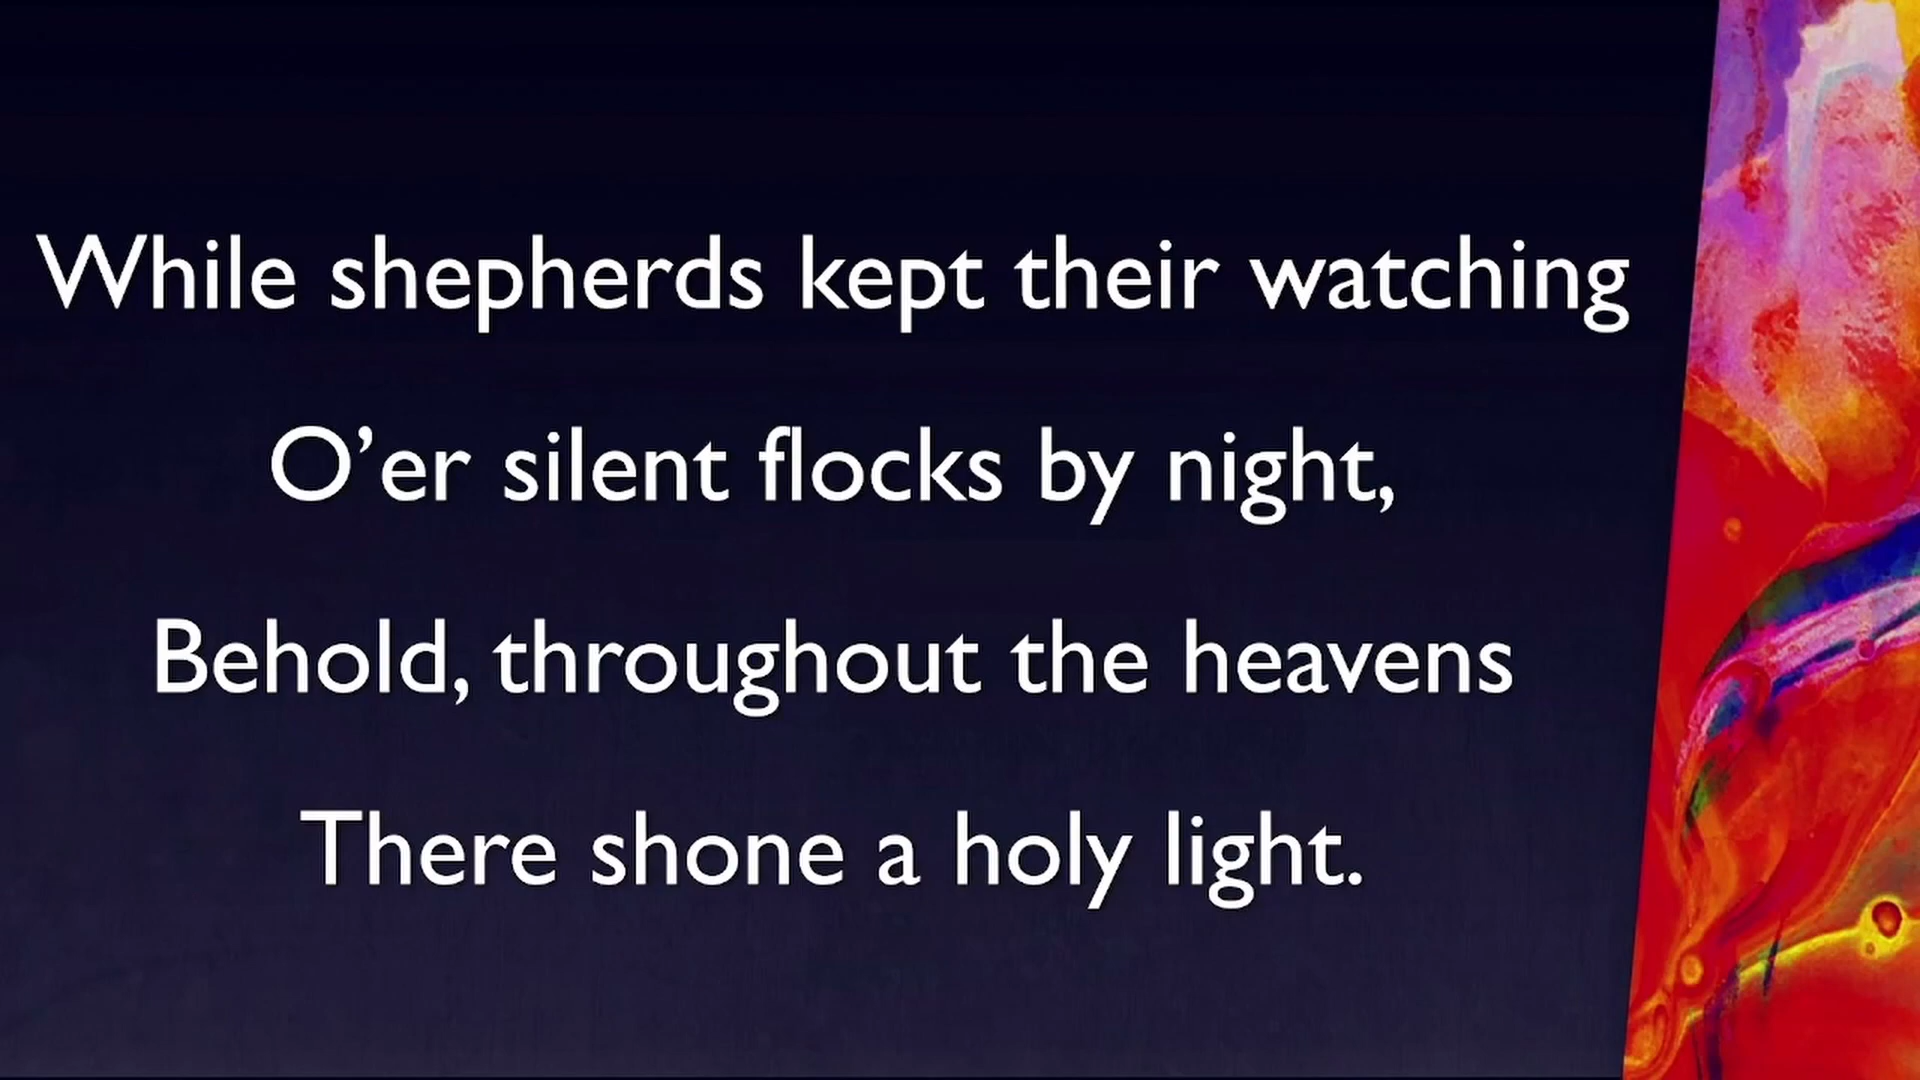 While shepherds kept their watching
O’er silent flocks by night,
Behold, throughout the heavens
There shone a holy light.